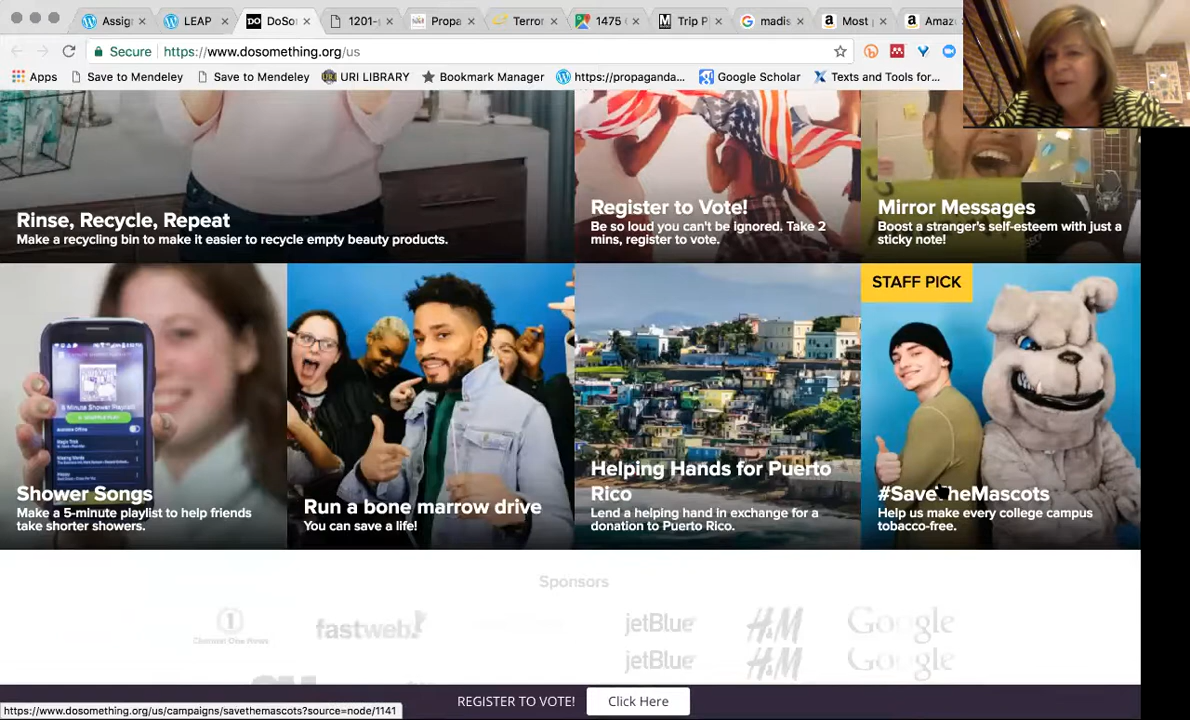 Assig
LEAP
DO
DoSo
1201-
Propa
Terror
1475
Trip P
madis
Most
Amaz
Secure
https://www.dosomething.org/us
Apps
Save to Mendeley
Save to Mendeley
URI LIBRARY
Bookmark Manager
https://propaganda...
Google Scholar
Texts and Tools for...
Rinse, Recycle, Repeat
Make a recycling bin to make it easier to recycle empty beauty products.
Register to Vote!
Be so loud you can't be ignored. Take 2
mins, register to vote.
Mirror Messages
Boost a stranger's self-esteem with just a
sticky note!
Shower Songs
Make a 5-minute playlist to help friends
take shorter showers.
Run a bone marrow drive
You can save a life!
Helping Hands for Puerto
Rico
Lend a helping hand in exchange for a
donation to Puerto Rico.
STAFF PICK
#SaveTheMascots
Help us make every college campus
tobacco-free.
Sponsors
1
Channel One News
fastweb
jetBlue
H&M
Google
jetBlue
H&M
Google
REGISTER TO VOTE!
Click Here
https://www.dosomething.org/us/campaigns/savethemascots?source=node/1141